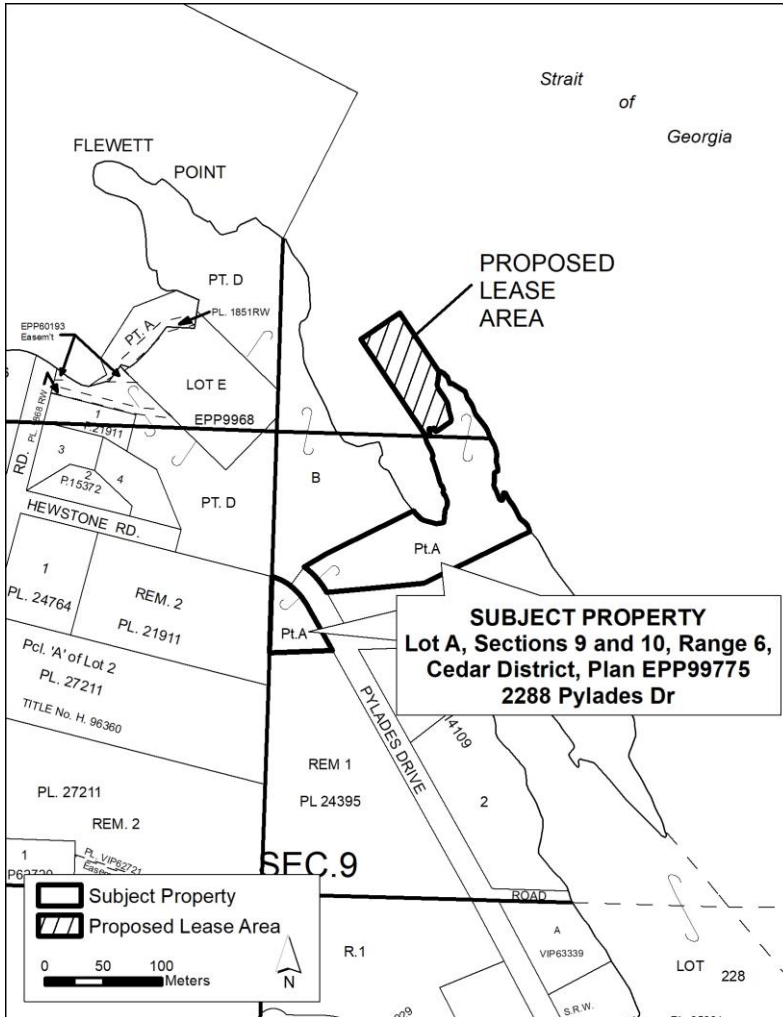 Strait
of
Georgia
FLEWETT
POINT
PROPOSED
LEASE
AREA
PT. D
PL. 1851RW
PT. A
EPP60193
Easem't
LOT E
EPP9968
1
P.21911
3
2
4
P.15372
RD.
PT. D
B
HEWSTONE RD.
Pt.A
1
PL. 24764
REM. 2
PL. 21911
Pt.A
SUBJECT PROPERTY
Lot A, Sections 9 and 10, Range 6,
Cedar District, Plan EPP99775
2288 Pylades Dr
Pcl. 'A' of Lot 2
PL. 27211
TITLE No. H. 96360
PYLADES DRIVE
14109
REM 1
PL 24395
2
PL. 27211
REM. 2
1
PL. VIP62721
SEC.9
ROAD
A
VIP63339
R.1
LOT
228
S.R.W.
Subject Property
Proposed Lease Area
0 50 100
Meters
N